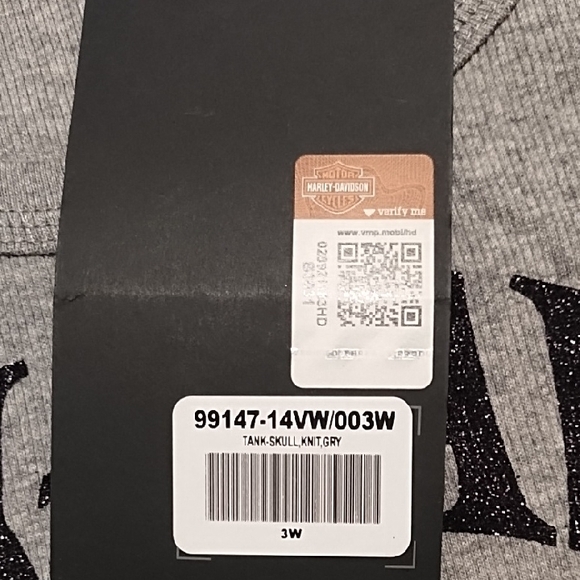 MOTOR
HARLEY-DAVIDSON
CYCLES
verify me
www.vmp.mobi/hd
99147-14VW/003W
TANK-SKULL,KNIT,GRY
3W